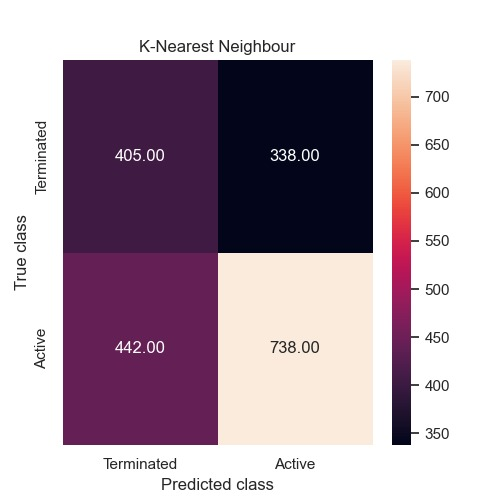 K-Nearest Neighbour
True class
Terminated
Active
405.00 338.00
442.00 738.00
Terminated Active
Predicted class
700
650
600
550
500
450
400
350